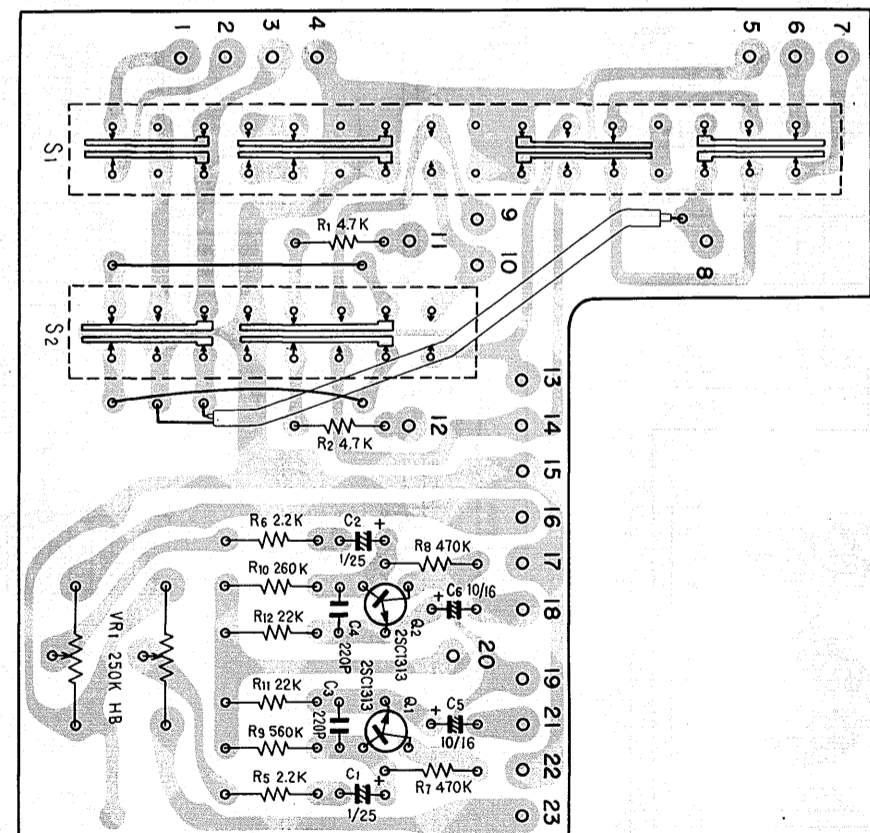 1 2 3 4 5 6 7
S1
9
R1 4.7K
11
10
8
S2
13
12
14
R2 4.7K
15
16
R6 2.2K
C2 +
1/25
R8 470K
17
R10 260K
C6 10/16
+
18
R12 22K
C4
220P
Q2
2SC1313
20
VR1 250K HB
19
R11 22K
C3
220P
2SC1313
Q1
C5
+
10/16
21
R9 560K
22
R5 2.2K
C1 +
1/25
R7 470K
23